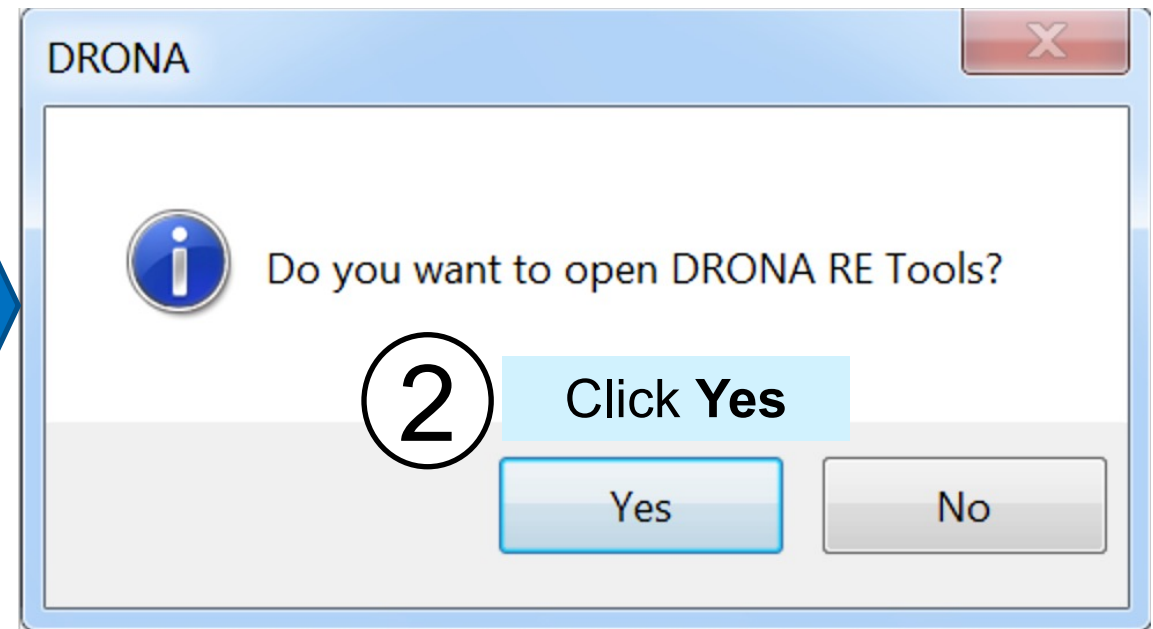 DRONA
Do you want to open DRONA RE Tools?
2
Click Yes
Yes
No